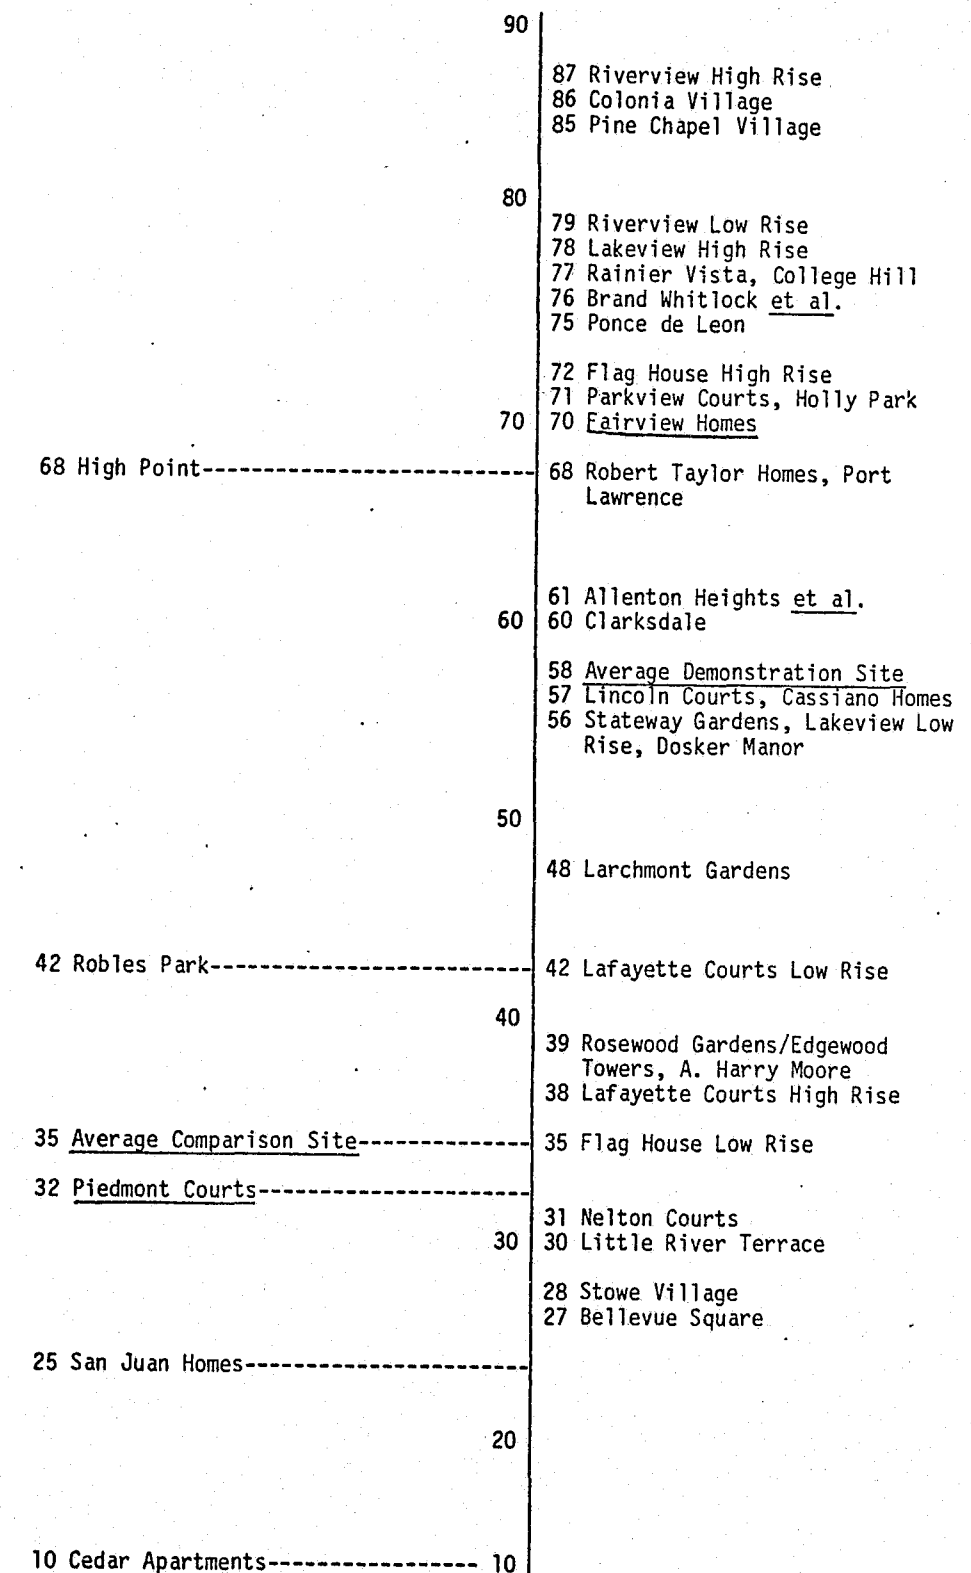 90
87 Riverview High Rise
86 Colonia Village
85 Pine Chapel Village
80
79 Riverview Low Rise
78 Lakeview High Rise
77 Rainier Vista, College Hill
76 Brand Whitlock et al.
75 Ponce de Leon
72 Flag House High Rise
71 Parkview Courts, Holly Park
70 70 Fairview Homes
68 High Point-------------------------- 68 Robert Taylor Homes, Port
Lawrence
61 Allenton Heights et al.
60 60 Clarksdale
58 Average Demonstration Site
57 Lincoln Courts, Cassiano Homes
56 Stateway Gardens, Lakeview Low
Rise, Dosker Manor
50
48 Larchmont Gardens
42 Robles Park-------------------------- 42 Lafayette Courts Low Rise
40
39 Rosewood Gardens/Edgewood
Towers, A. Harry Moore
38 Lafayette Courts High Rise
35 Average Comparison Site-------------- 35 Flag House Low Rise
32 Piedmont Courts----------------------
31 Nelton Courts
30 30 Little River Terrace
28 Stowe Village
27 Bellevue Square
25 San Juan Homes-----------------------
20
10 Cedar Apartments----------------- 10